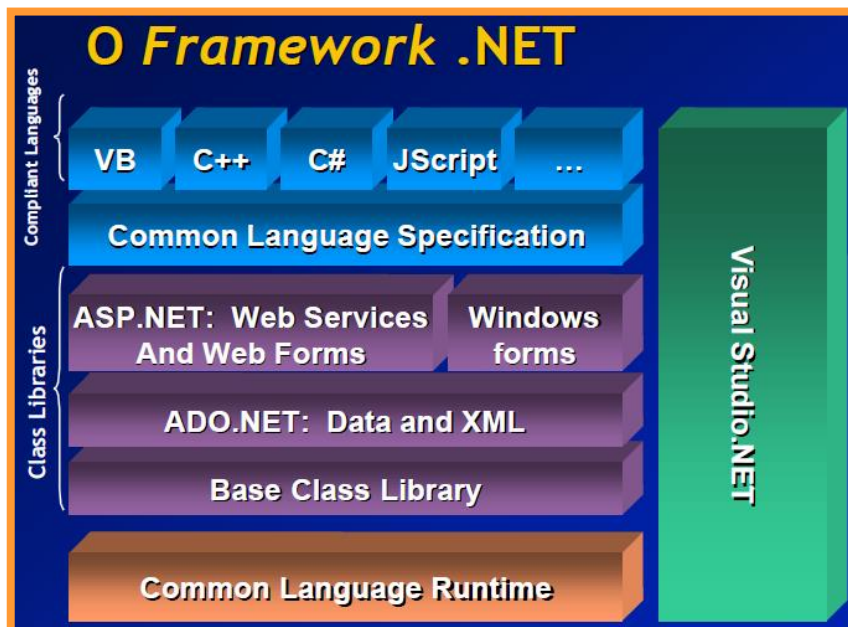 O Framework .NET
Compliant Languages
VB
C++
C#
JScript
...
Common Language Specification
Class Libraries
ASP.NET: Web Services
And Web Forms
Windows
forms
ADO.NET: Data and XML
Base Class Library
Common Language Runtime
Visual Studio.NET